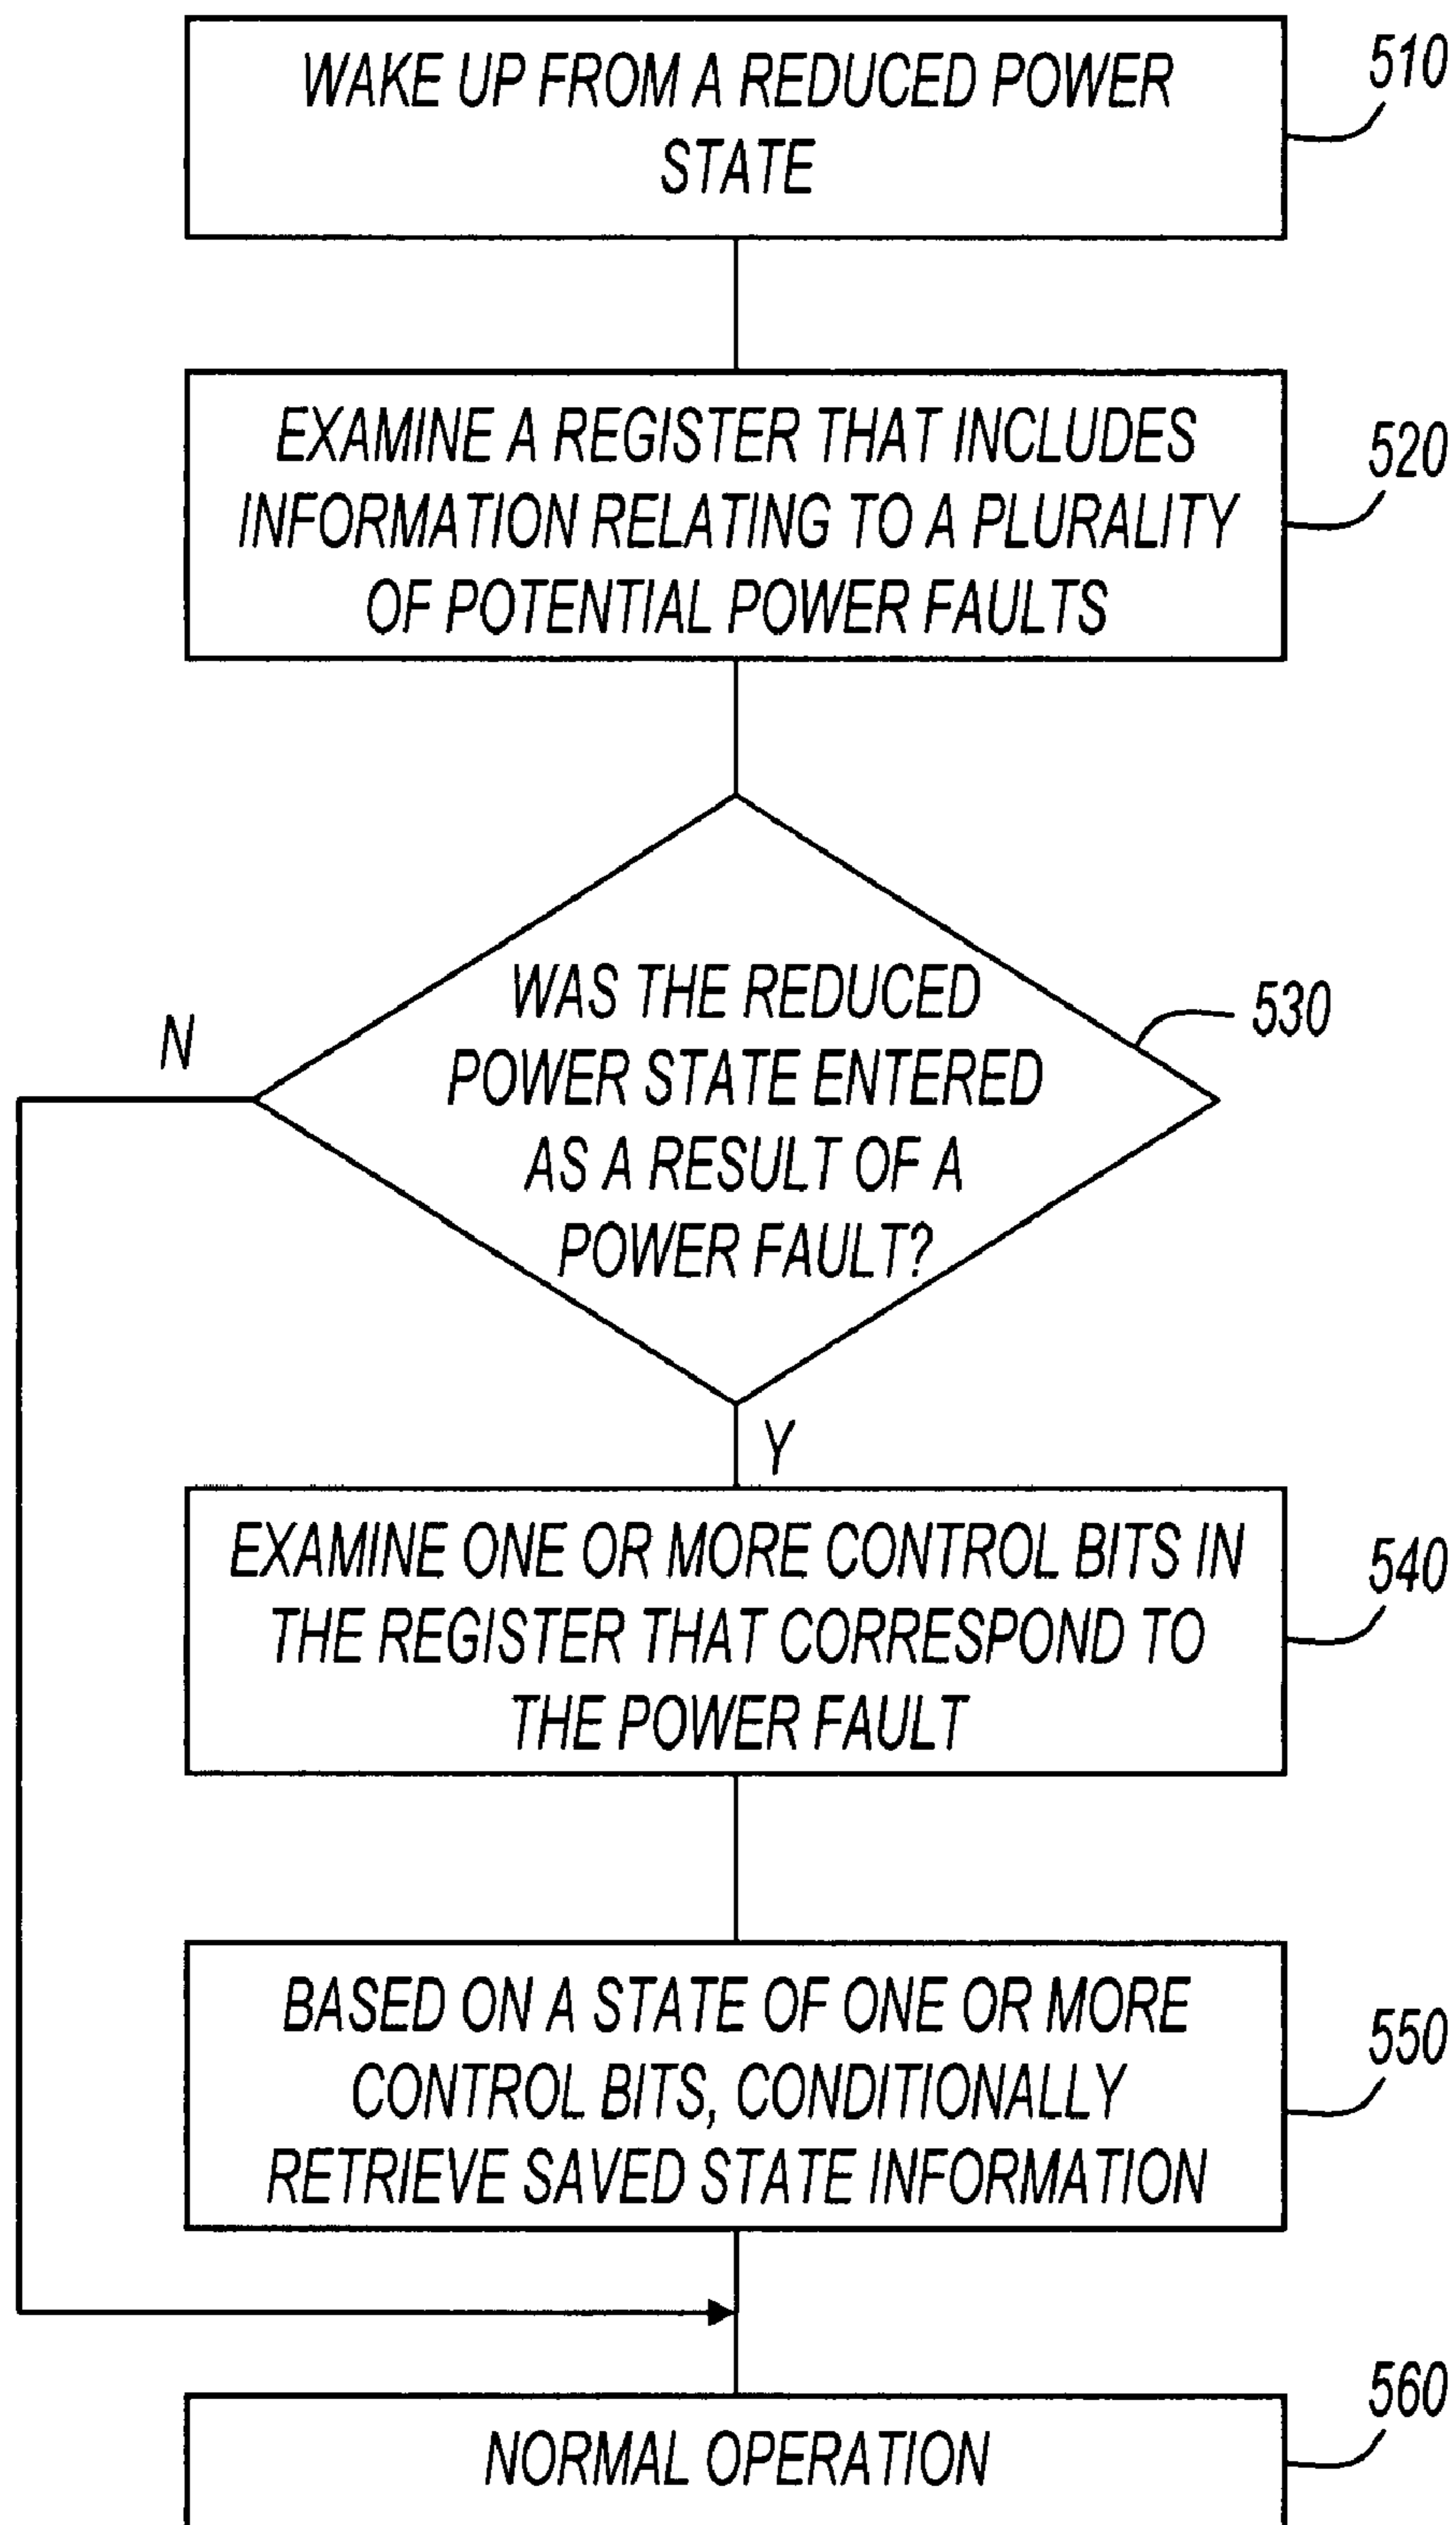 WAKE UP FROM A REDUCED POWER
STATE
510
EXAMINE A REGISTER THAT INCLUDES
INFORMATION RELATING TO A PLURALITY
OF POTENTIAL POWER FAULTS
520
WAS THE REDUCED
POWER STATE ENTERED
AS A RESULT OF A
POWER FAULT?
530
N
Y
EXAMINE ONE OR MORE CONTROL BITS IN
THE REGISTER THAT CORRESPOND TO
THE POWER FAULT
540
BASED ON A STATE OF ONE OR MORE
CONTROL BITS, CONDITIONALLY
RETRIEVE SAVED STATE INFORMATION
550
NORMAL OPERATION
560